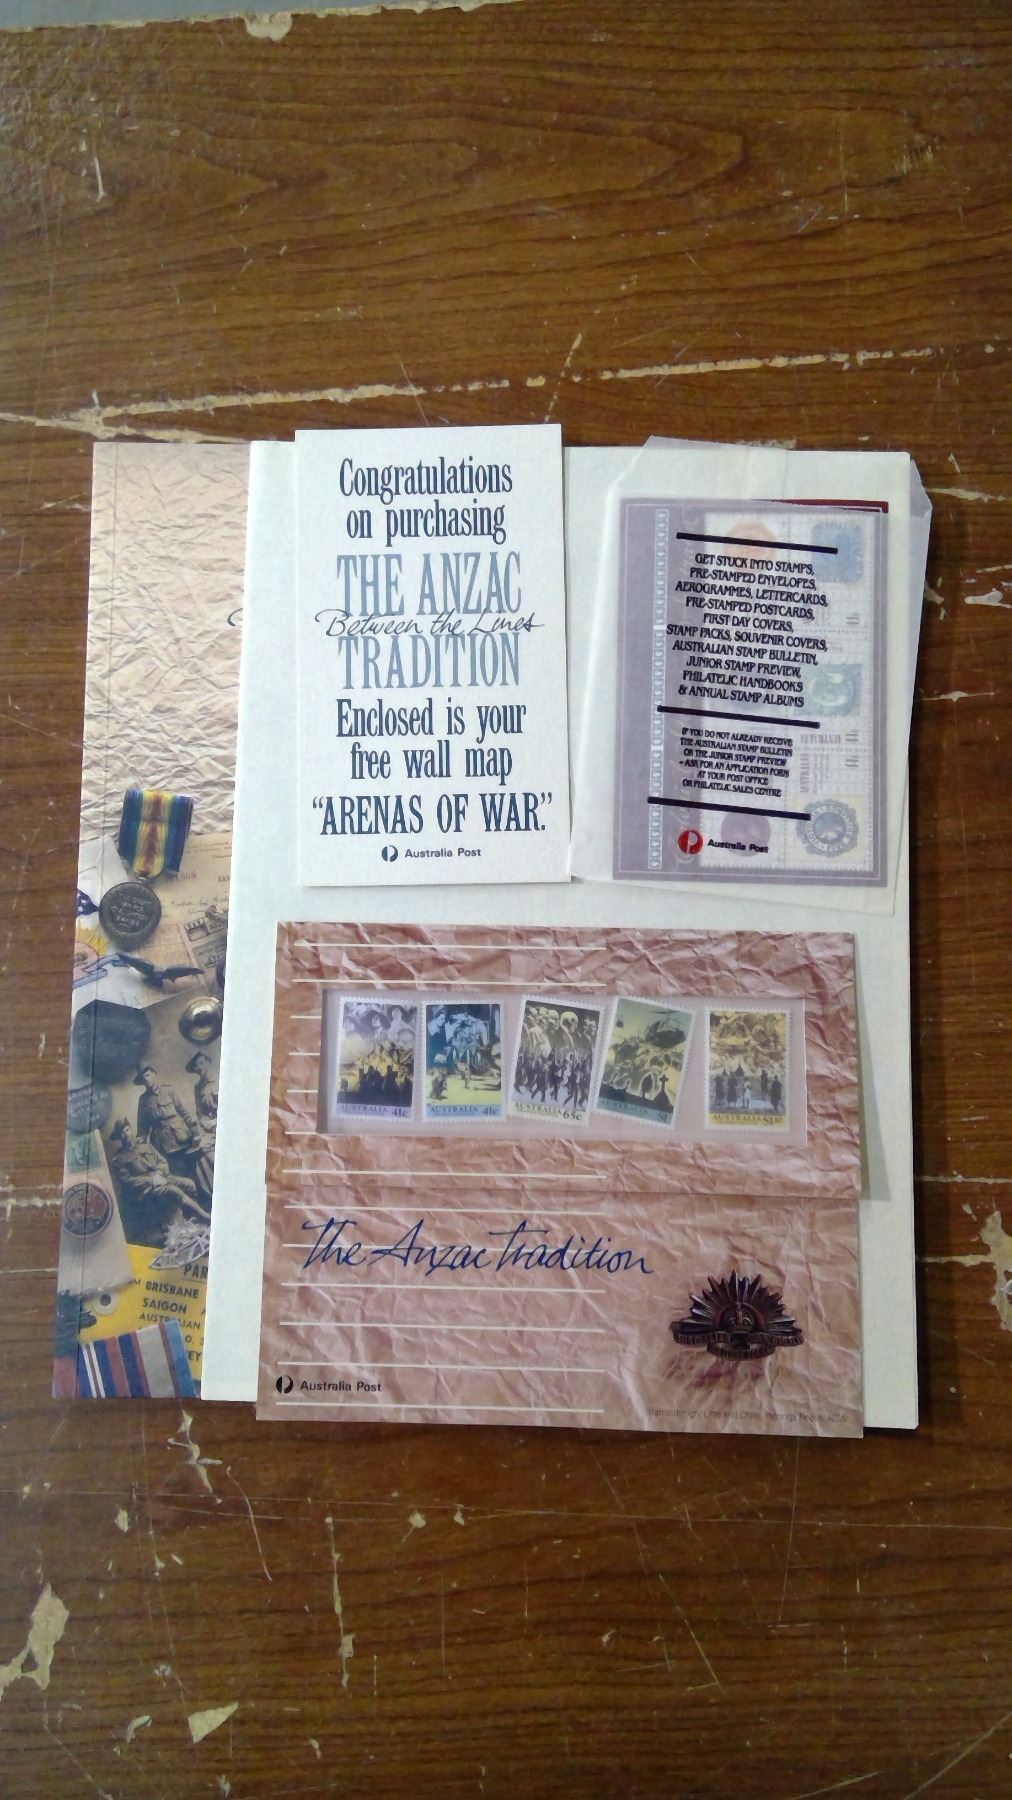 Congratulations
on purchasing
THE ANZAC
Between the Lines
TRADITION
Enclosed is your
free wall map
“ARENAS OF WAR.”
Australia Post
GET STUCK INTO STAMPS,
PRE-STAMPED ENVELOPES,
AEROGRAMMES, LETTERCARDS,
PRE-STAMPED POSTCARDS,
FIRST DAY COVERS,
STAMP PACKS, SOUVENIR COVERS,
AUSTRALIAN STAMP BULLETIN,
JUNIOR STAMP PREVIEW,
PHILATELIC HANDBOOKS
& ANNUAL STAMP ALBUMS
IF YOU DO NOT ALREADY RECEIVE
THE AUSTRALIAN STAMP BULLETIN
OR THE JUNIOR STAMP PREVIEW
– ASK FOR AN APPLICATION FORM
AT YOUR POST OFFICE
OR PHILATELIC SALES CENTRE
Australia Post
AUSTRALIA 41c
AUSTRALIA 41c
AUSTRALIA 65c
$1
AUSTRALIA $1.20
The Anzac Tradition
Australia Post
PAR
BRISBANE
SAIGON
AUSTRALIAN